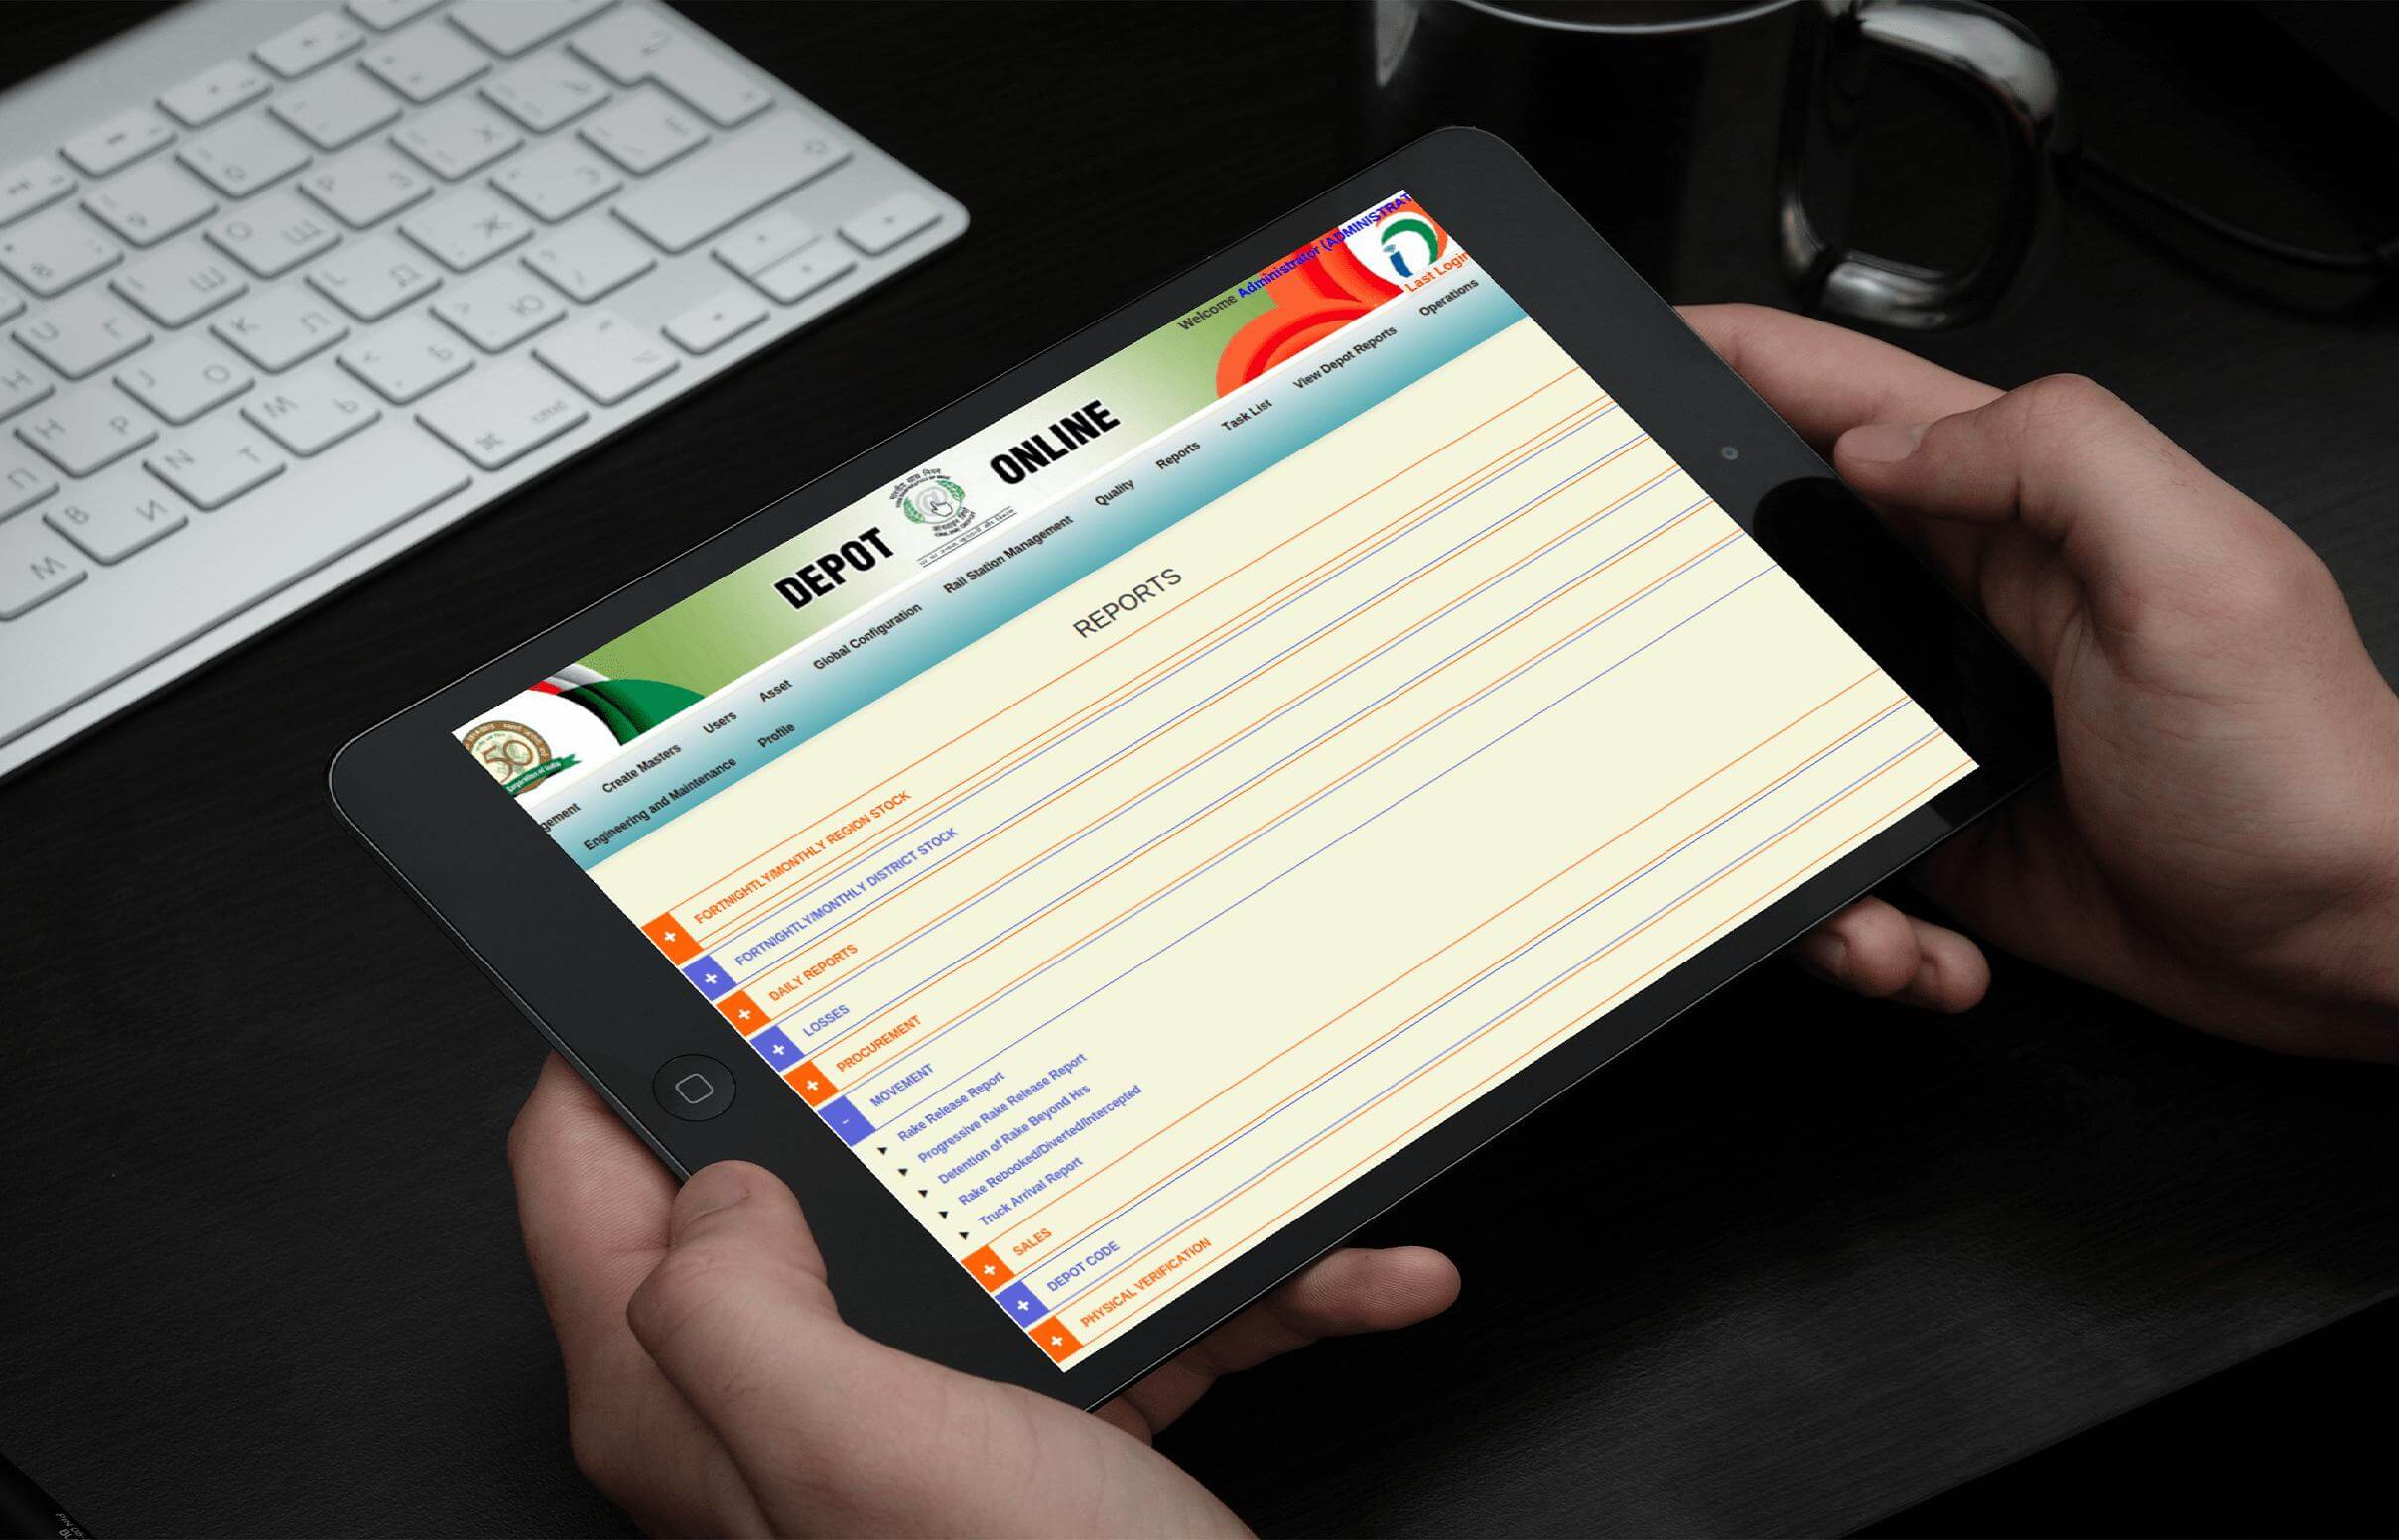 Welcome Administrator (ADMINISTRAT
Last Login
DEPOT ONLINE
50
gement Create Masters Users Asset Global Configuration Rail Station Management Quality Reports Task List View Depot Reports Operations
Engineering and Maintenance Profile
REPORTS
+ FORTNIGHTLY/MONTHLY REGION STOCK
+ FORTNIGHTLY/MONTHLY DISTRICT STOCK
+ DAILY REPORTS
+ LOSSES
+ PROCUREMENT
- MOVEMENT
Rake Release Report
Progressive Rake Release Report
Detention of Rake Beyond Hrs
Rake Rebooked/Diverted/Intercepted
Truck Arrival Report
+ SALES
+ DEPOT CODE
+ PHYSICAL VERIFICATION
cmd